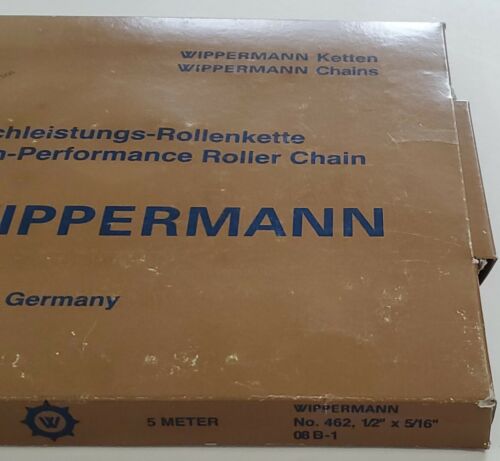 WIPPERMANN Ketten
WIPPERMANN Chains
chleistungs-Rollenkette
-Performance Roller Chain
IPPERMANN
Germany
W
5 METER
WIPPERMANN
No. 462, 1/2" x 5/16"
08 B-1